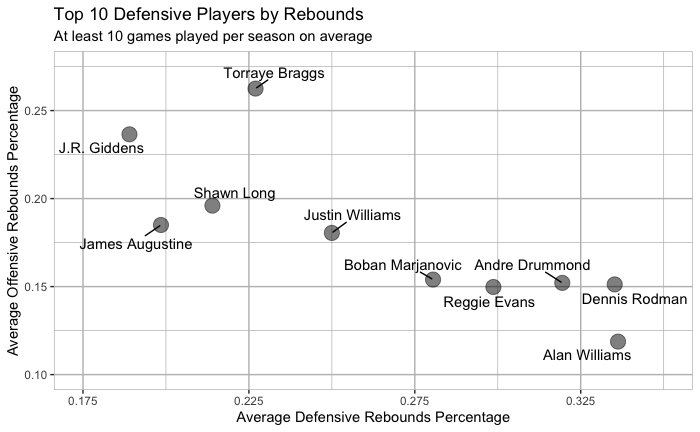 Top 10 Defensive Players by Rebounds
At least 10 games played per season on average
Average Offensive Rebounds Percentage
0.25
0.20
0.15
0.10
Torraye Braggs
J.R. Giddens
Shawn Long
Justin Williams
James Augustine
Boban Marjanovic
Andre Drummond
Reggie Evans
Dennis Rodman
Alan Williams
0.175
0.225
0.275
0.325
Average Defensive Rebounds Percentage